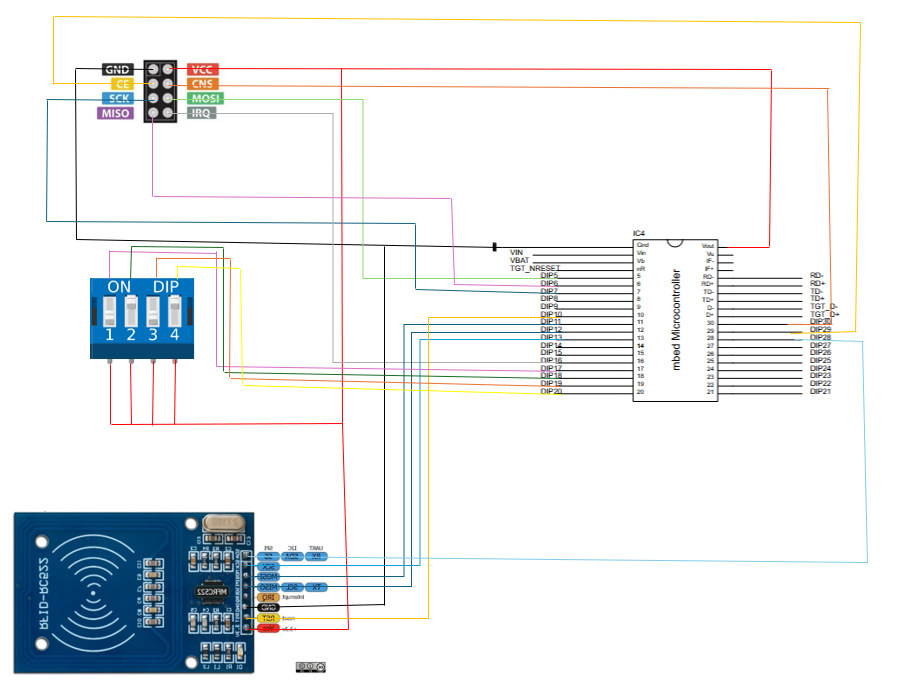 GND VCC
CE CNS
SCK MOSI
MISO IRQ
IC4
Gnd Vout
VIN Vin Vu IF-
VBAT Vb IF-
TGT_NRESET nR IF+
DIP5 5 RD- RD-
DIP6 6 RD+ RD+
DIP7 7 TD- TD-
DIP8 8 TD+ TD+
DIP9 9 D- TGT_D-
DIP10 10 D+ TGT_D+
DIP11 11 30 DIP30
DIP12 12 29 DIP29
DIP13 13 28 DIP28
DIP14 14 27 DIP27
DIP15 15 26 DIP26
DIP16 16 25 DIP25
DIP17 17 24 DIP24
DIP18 18 23 DIP23
DIP19 19 22 DIP22
DIP20 20 21 DIP21
mbed Microcontroller
ON DIP
1 2 3 4
RFID-RC522
MFRC522
SPI I2C UART
SS SDA RX
SCK
MOSI
MISO SCL TX
IRQ Interrupt
GND
RST Reset
VCC